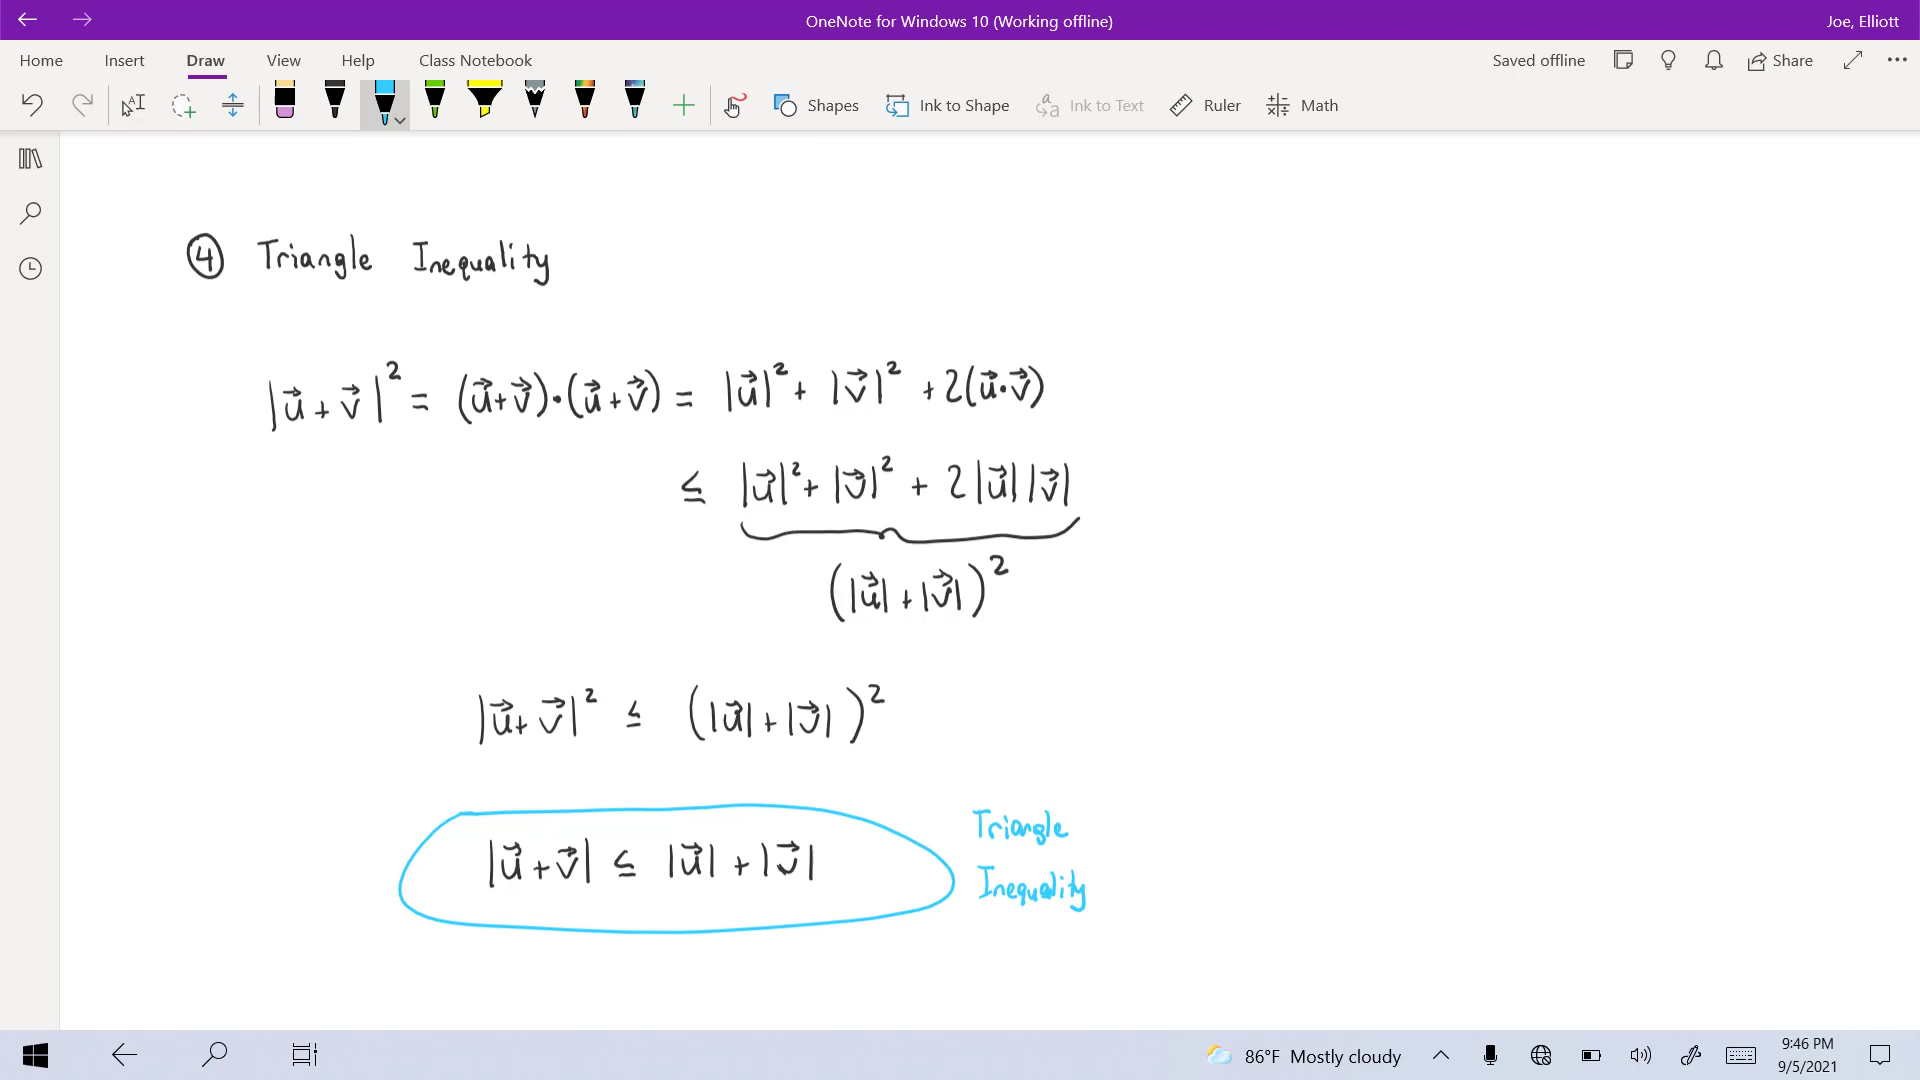 OneNote for Windows 10 (Working offline)
Joe, Elliott
Home Insert Draw View Help Class Notebook
Saved offline Share
Shapes Ink to Shape Ink to Text Ruler Math
④ Triangle Inequality
|u⃗ + v⃗|² = (u⃗ + v⃗)·(u⃗ + v⃗) = |u⃗|² + |v⃗|² + 2(u⃗·v⃗)
≤ |u⃗|² + |v⃗|² + 2|u⃗||v⃗|
(|u⃗| + |v⃗|)²
|u⃗ + v⃗|² ≤ (|u⃗| + |v⃗|)²
|u⃗ + v⃗| ≤ |u⃗| + |v⃗|
Triangle
Inequality
86°F Mostly cloudy
9:46 PM
9/5/2021